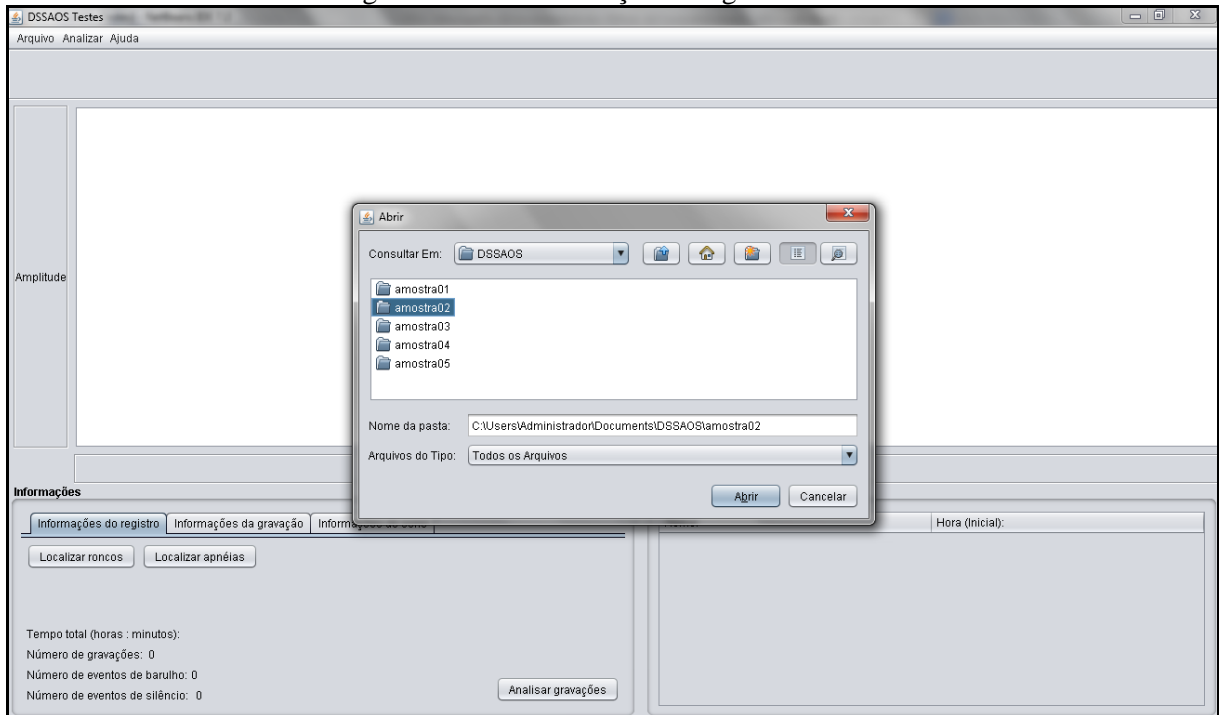 DSSAOS Testes
Arquivo Analizar Ajuda
Amplitude
Abrir
Consultar Em: DSSAOS
amostra01
amostra02
amostra03
amostra04
amostra05
Nome da pasta: C:\Users\Administrador\Documents\DSSAOS\amostra02
Arquivos do Tipo: Todos os Arquivos
Abrir Cancelar
Informações
Informações do registro Informações da gravação
Hora (Inicial):
Localizar roncos Localizar apnéias
Tempo total (horas : minutos):
Número de gravações: 0
Número de eventos de barulho: 0
Número de eventos de silêncio: 0
Analisar gravações